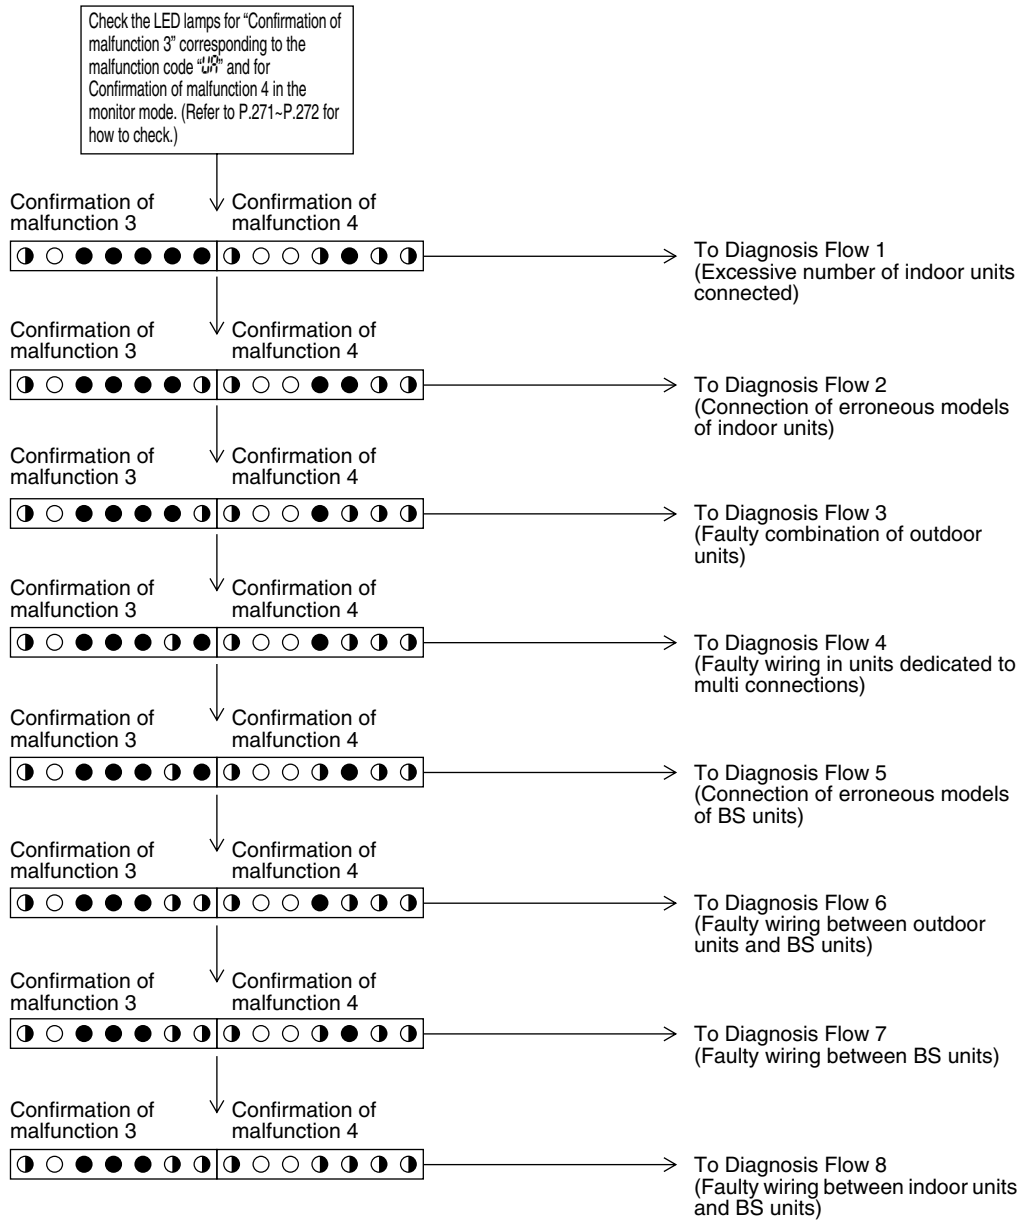 Check the LED lamps for “Confirmation of
malfunction 3” corresponding to the
malfunction code “UA” and for
Confirmation of malfunction 4 in the
monitor mode. (Refer to P.271~P.272 for
how to check.)
Confirmation of
malfunction 3
Confirmation of
malfunction 4
To Diagnosis Flow 1
(Excessive number of indoor units
connected)
Confirmation of
malfunction 3
Confirmation of
malfunction 4
To Diagnosis Flow 2
(Connection of erroneous models
of indoor units)
Confirmation of
malfunction 3
Confirmation of
malfunction 4
To Diagnosis Flow 3
(Faulty combination of outdoor
units)
Confirmation of
malfunction 3
Confirmation of
malfunction 4
To Diagnosis Flow 4
(Faulty wiring in units dedicated to
multi connections)
Confirmation of
malfunction 3
Confirmation of
malfunction 4
To Diagnosis Flow 5
(Connection of erroneous models
of BS units)
Confirmation of
malfunction 3
Confirmation of
malfunction 4
To Diagnosis Flow 6
(Faulty wiring between outdoor
units and BS units)
Confirmation of
malfunction 3
Confirmation of
malfunction 4
To Diagnosis Flow 7
(Faulty wiring between BS units)
Confirmation of
malfunction 3
Confirmation of
malfunction 4
To Diagnosis Flow 8
(Faulty wiring between indoor units
and BS units)